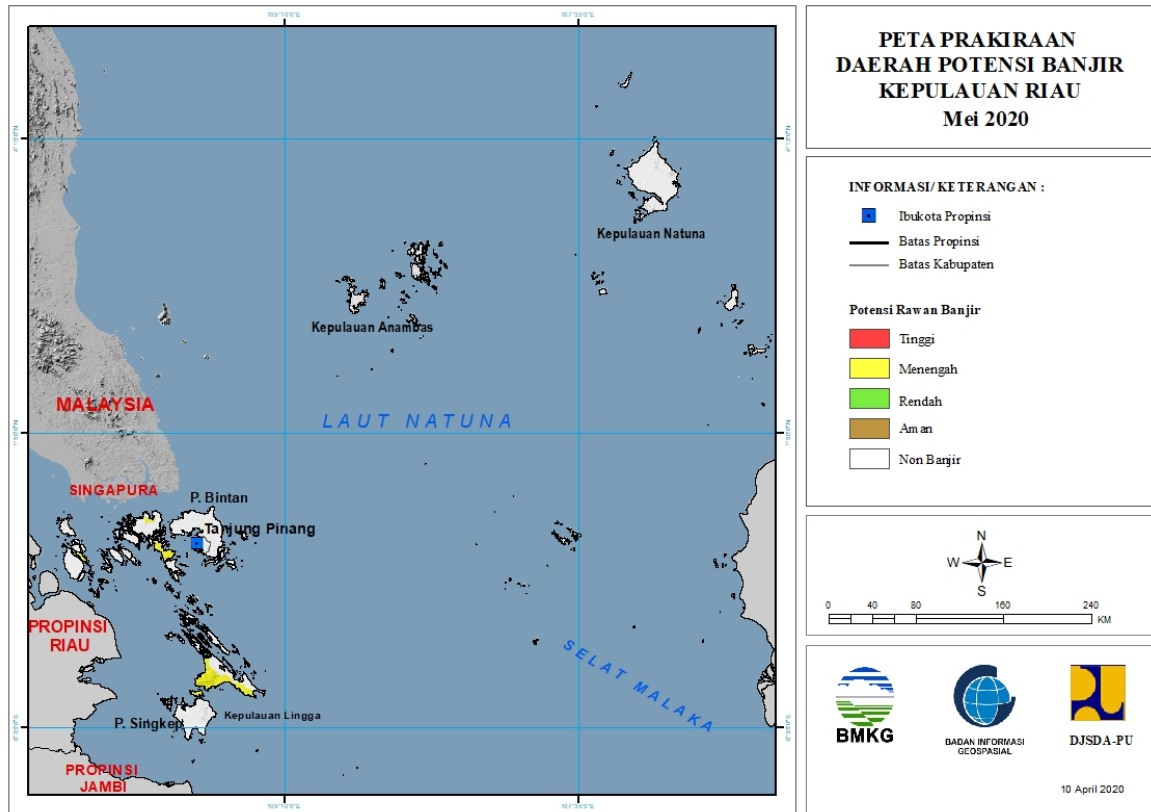 PETA PRAKIRAAN
DAERAH POTENSI BANJIR
KEPULAUAN RIAU
Mei 2020
INFORMASI/ KETERANGAN :
Ibukota Propinsi
Batas Propinsi
Batas Kabupaten
Potensi Rawan Banjir
Tinggi
Menengah
Rendah
Aman
Non Banjir
N
W E
S
0 40 80 160 240
KM
BMKG
BADAN INFORMASI
GEOSPASIAL
DJSDA-PU
10 April 2020
Kepulauan Natuna
Kepulauan Anambas
MALAYSIA
LAUT NATUNA
SINGAPURA
P. Bintan
Tanjung Pinang
PROPINSI
RIAU
SELAT MALAKA
P. Singkep
Kepulauan Lingga
PROPINSI
JAMBI